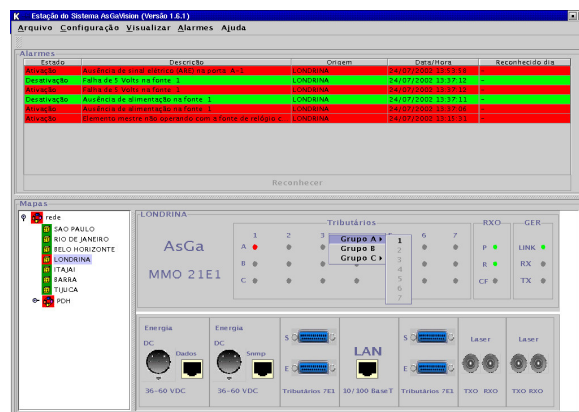 Estação do Sistema AsGaVision (Versão 1.6.1)
Arquivo Configuração Visualizar Alarmes Ajuda
Alarmes
Estado Descrição Origem Data/Hora Reconhecido dia
Ativação Ausência de sinal elétrico (ARE) na porta A-1 LONDRINA 24/07/2002 13:53:58 -
Desativação Falha de 5 Volts na fonte 1 LONDRINA 24/07/2002 13:37:12 -
Ativação Falha de 5 Volts na fonte 1 LONDRINA 24/07/2002 13:37:12 -
Desativação Ausência de alimentação na fonte 1 LONDRINA 24/07/2002 13:37:11 -
Ativação Ausência de alimentação na fonte 1 LONDRINA 24/07/2002 13:37:06 -
Ativação Elemento mestre não operando com a fonte de relógio c... LONDRINA 24/07/2002 13:15:31 -
Reconhecer
Mapas
rede
SAO PAULO
RIO DE JANEIRO
BELO HORIZONTE
LONDRINA
ITAJAI
BARRA
TIJUCA
PDH
LONDRINA
AsGa
MMO 21E1
Tributários
1 2 3 6 7
A
B
C
Grupo A
Grupo B
Grupo C
1
2
3
4
5
6
7
RXO
P
R
CF
GER
LINK
RX
TX
Energia
DC
Dados
36-60 VDC
Energia
DC
Snmp
36-60 VDC
S
E
Tributários 7E1
LAN
10/100 BaseT
S
E
Tributários 7E1
Laser
TXO RXO
Laser
TXO RXO